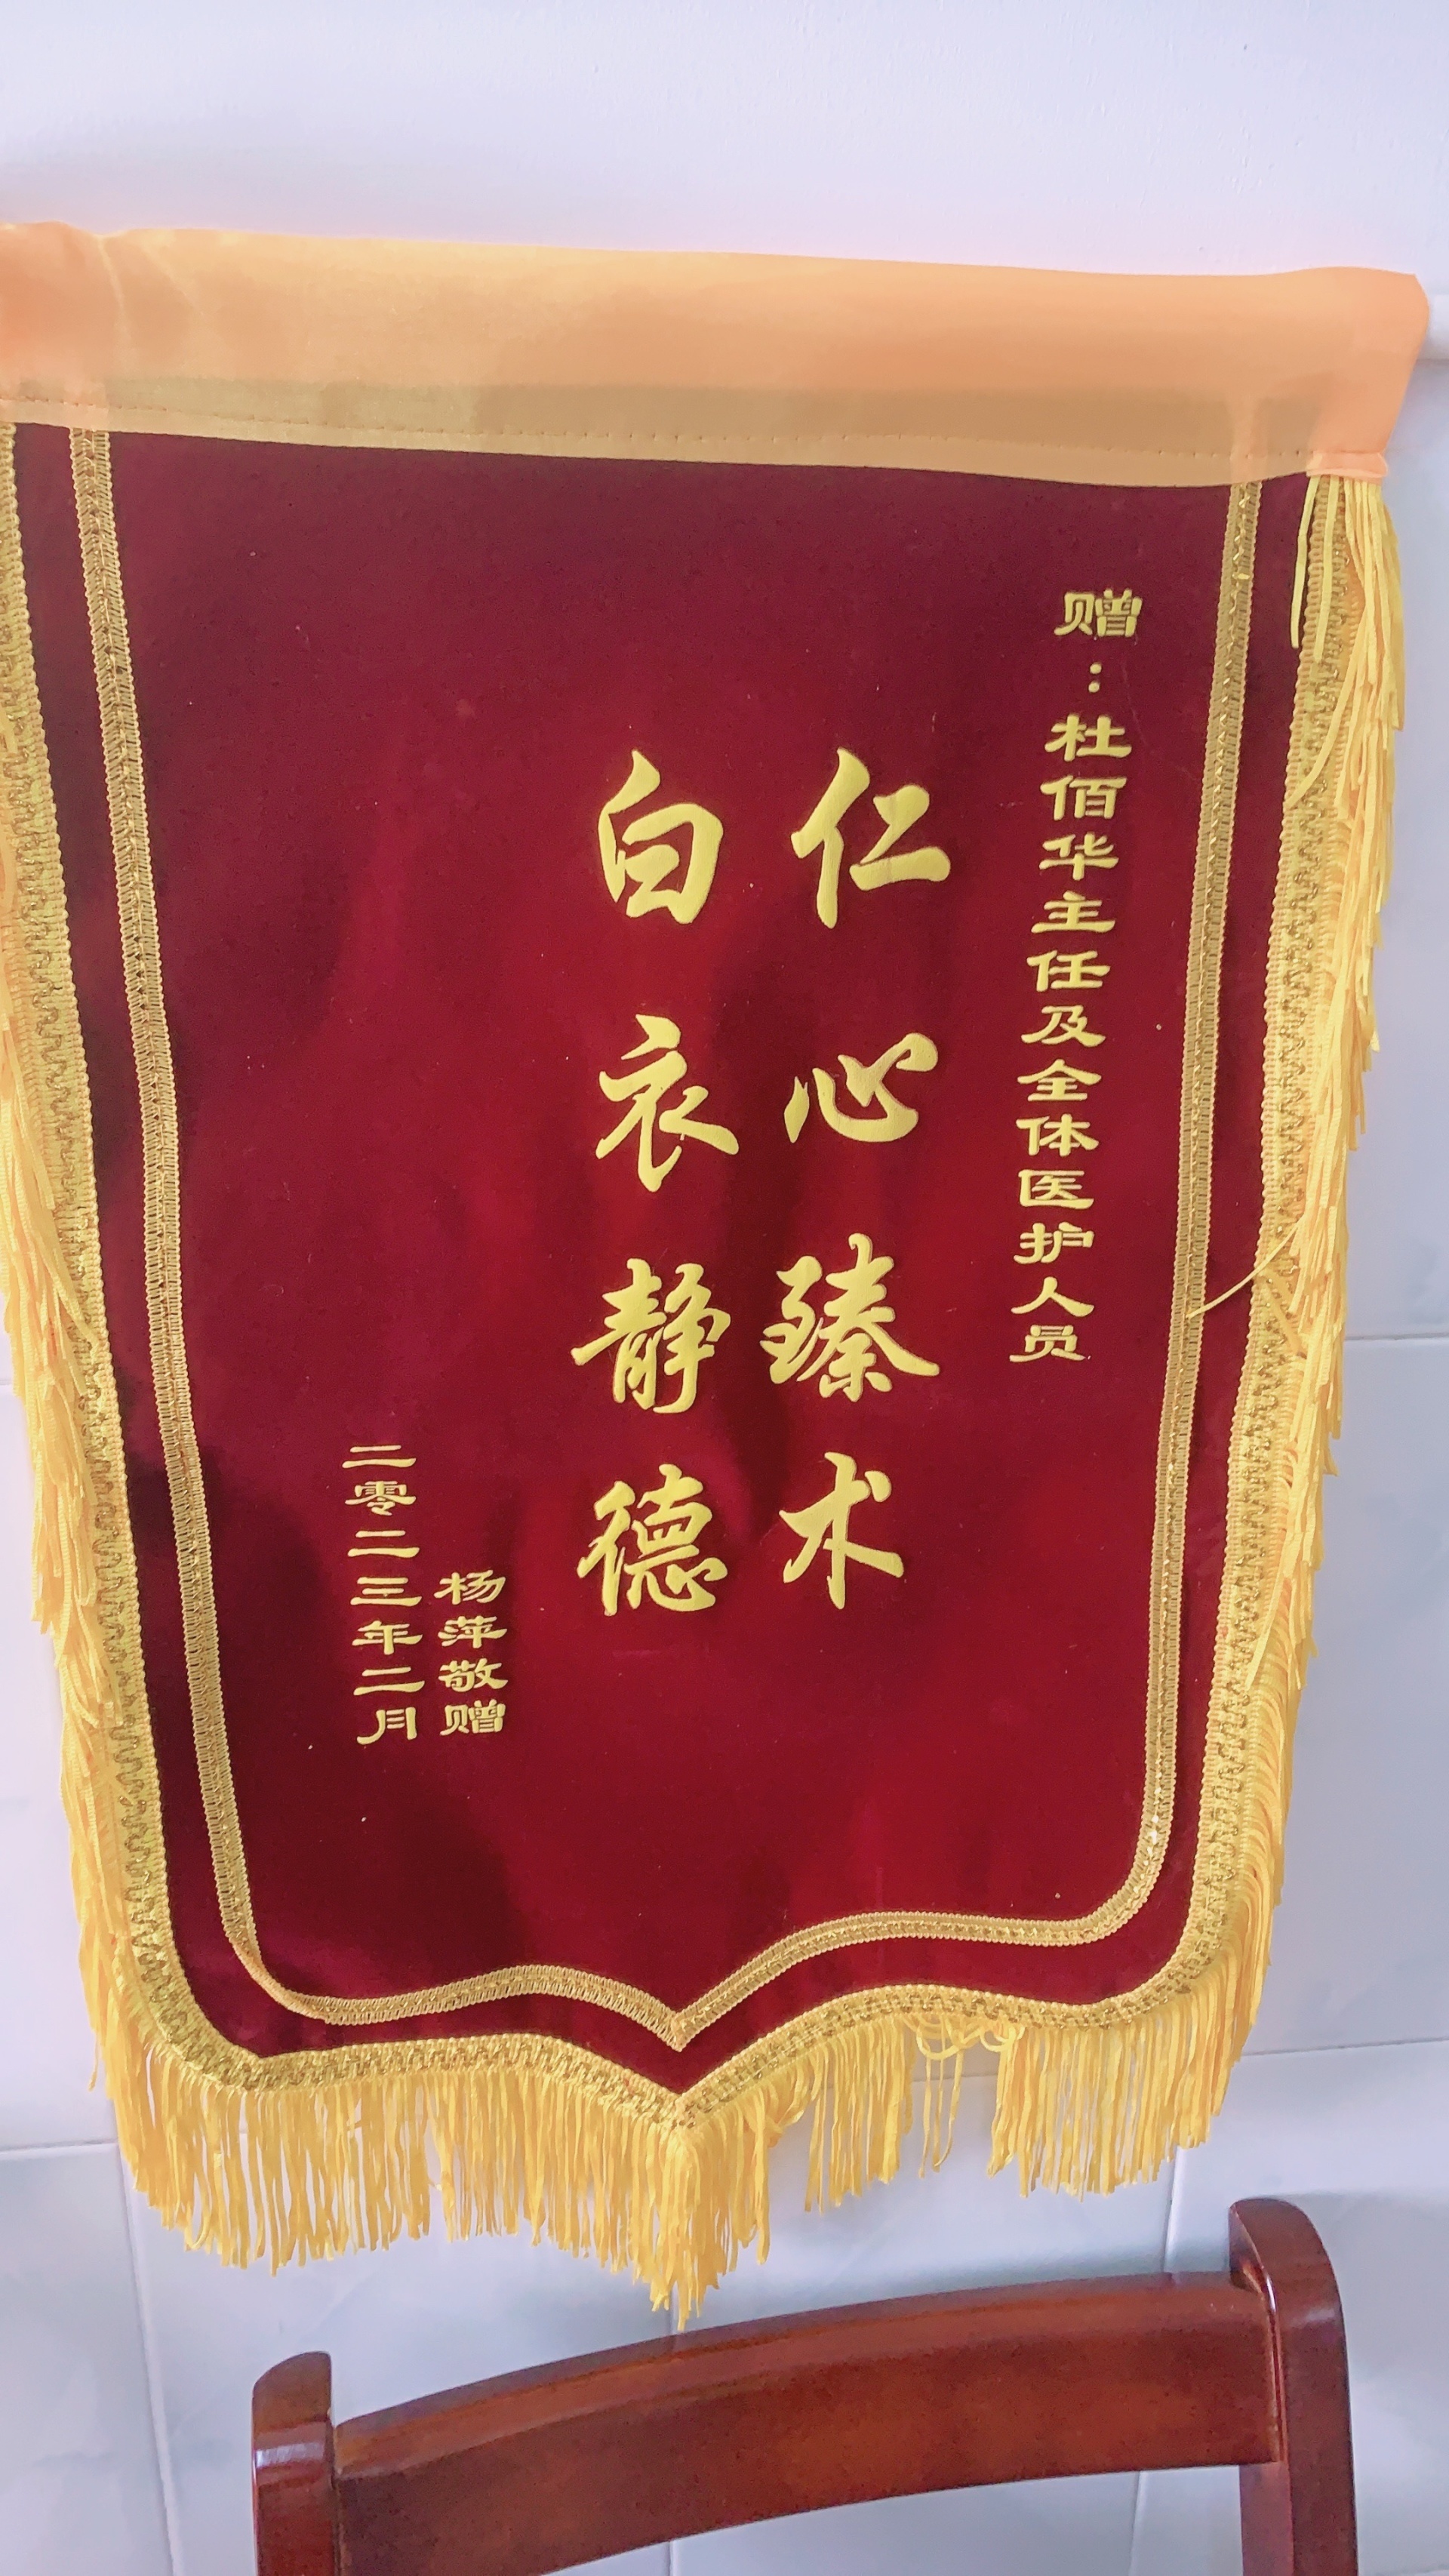 赠：杜佰华主任及全体医护人员
仁心臻术
白衣静德
杨萍敬赠
二零二三年二月